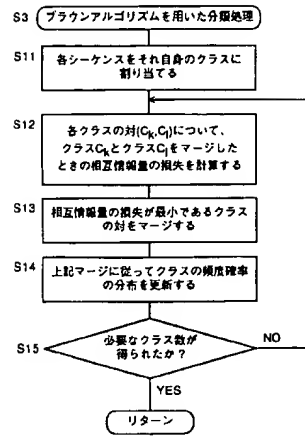 S3
ブラウンアルゴリズムを用いた分類処理
S11
各シーケンスをそれ自身のクラスに
割り当てる
S12
各クラスの対(Ck,Cl)について、
クラスCkとクラスClをマージした
ときの相互情報量の損失を計算する
S13
相互情報量の損失が最小であるクラス
の対をマージする
S14
上記マージに従ってクラスの頻度確率
の分布を更新する
S15
必要なクラス数が
得られたか？
NO
YES
リターン